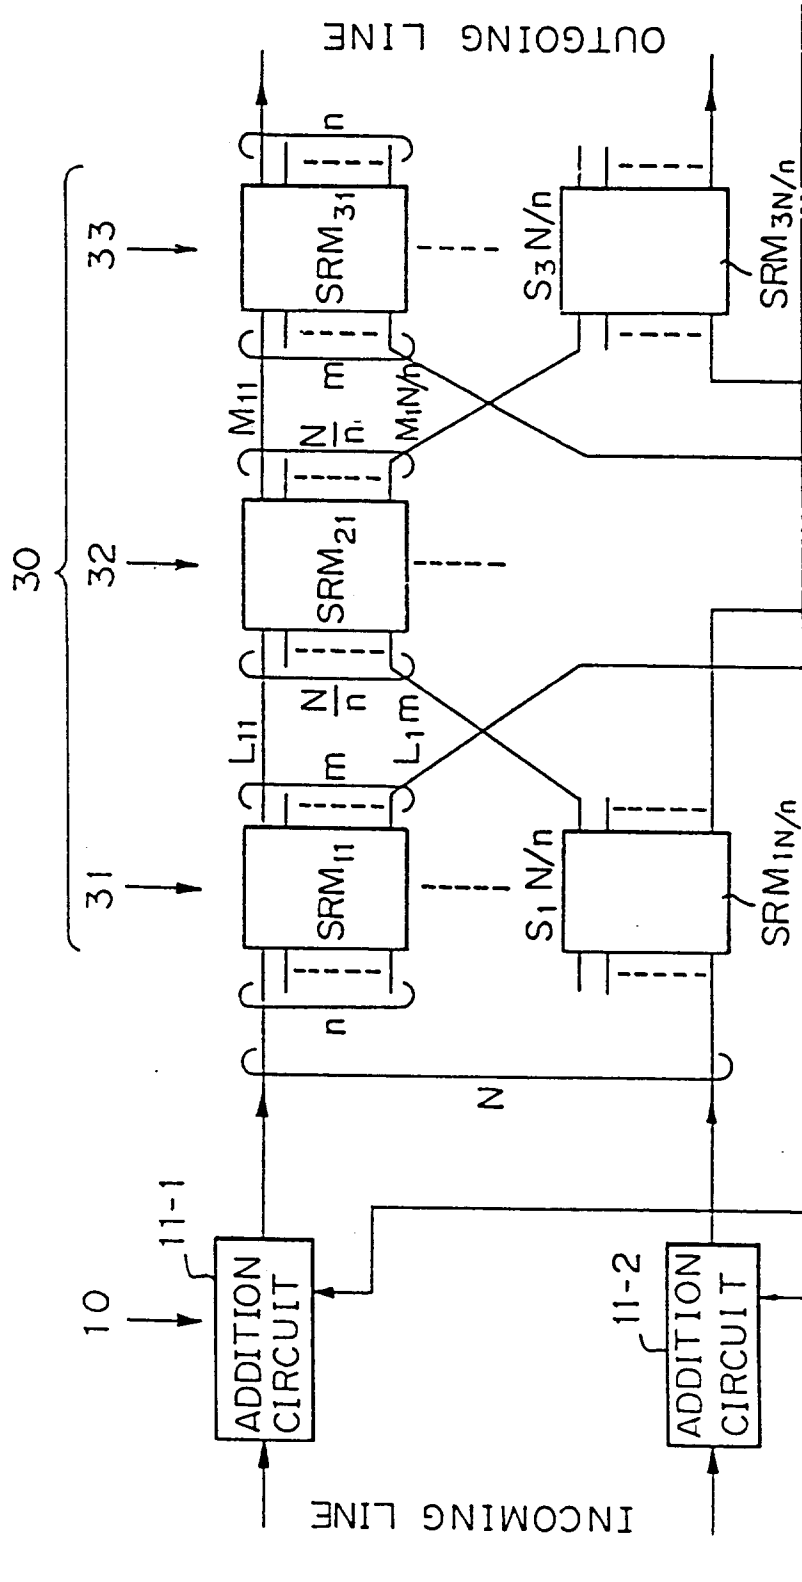 30
10
31
32
33
INCOMING LINE
ADDITION
CIRCUIT
11-1
N
n
SRM11
m
L11
L1m
N/n
SRM21
N/n
M11
M1N/n
m
SRM31
n
OUTGOING LINE
ADDITION
CIRCUIT
11-2
S1 N/n
SRM1N/n
S3 N/n
SRM3N/n